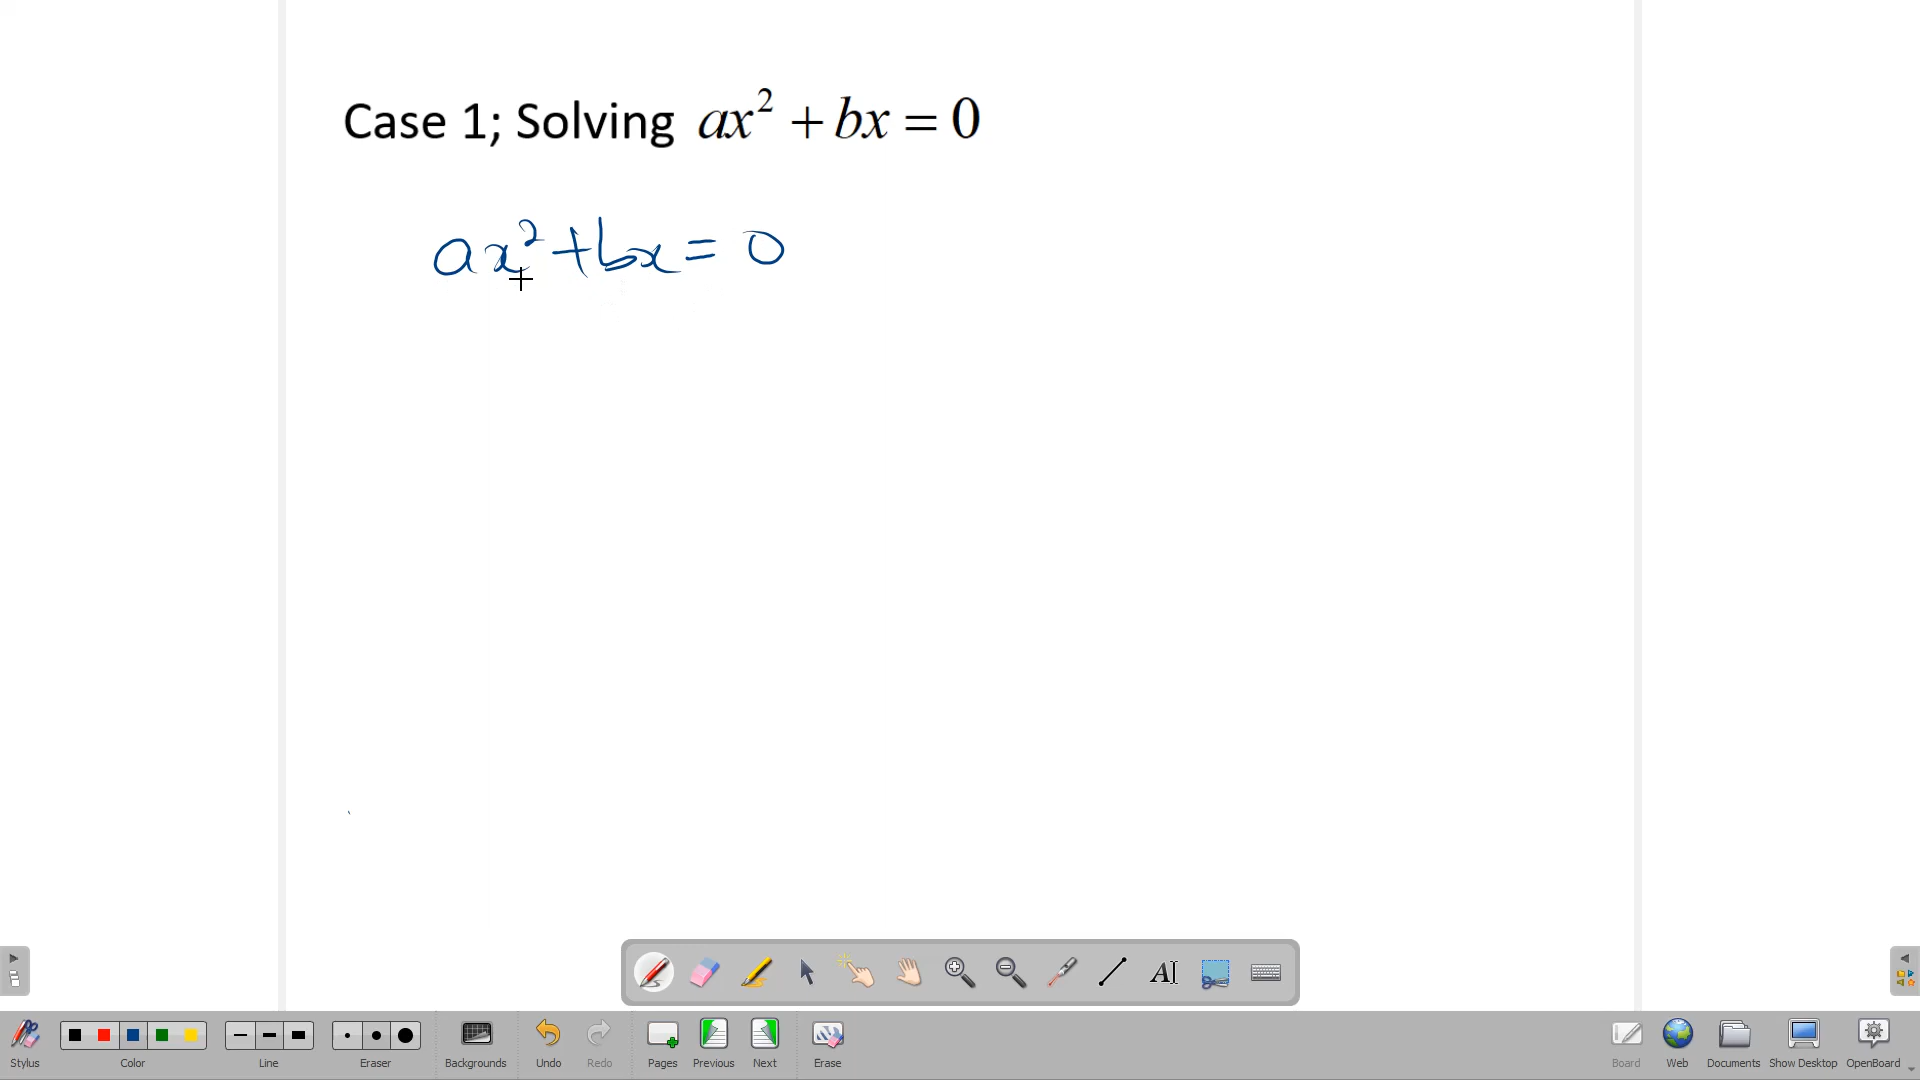 Case 1; Solving ax² + bx = 0
ax² + bx = 0
AI
Stylus Color Line Eraser Backgrounds Undo Redo Pages Previous Next Erase Board Web Documents Show Desktop OpenBoard